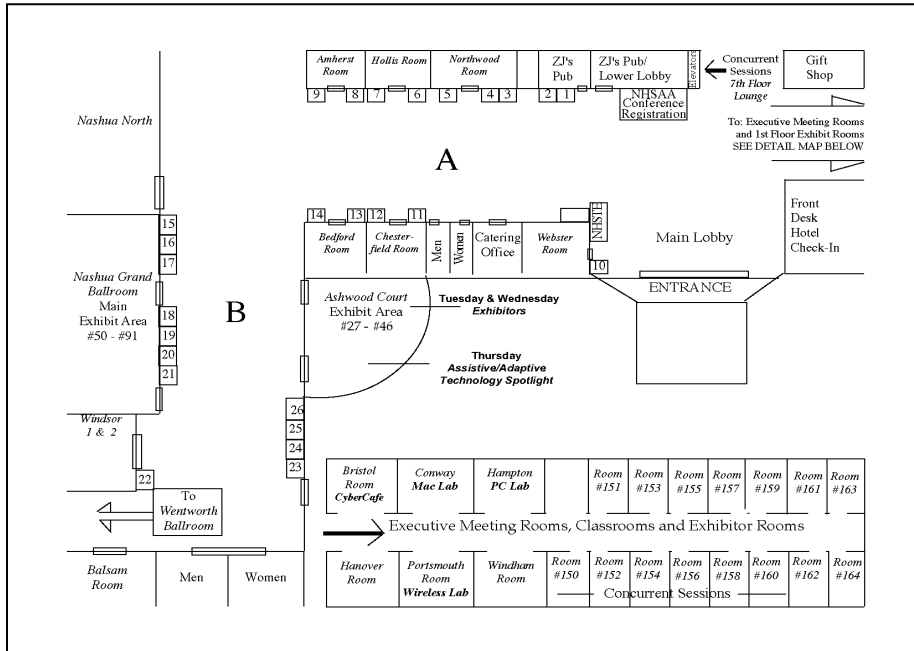 Amherst
Room
Hollis Room
Northwood
Room
ZJ's
Pub
ZJ's Pub/
Lower Lobby
Elevators
Concurrent
Sessions
7th Floor
Lounge
Gift
Shop
9
8
7
6
5
4
3
2
1
NHSAA
Conference
Registration
To: Executive Meeting Rooms
and 1st Floor Exhibit Rooms
SEE DETAIL MAP BELOW
Nashua North
A
14
13
12
11
NHSTE
15
16
17
Bedford
Room
Chester-
field Room
Men
Women
Catering
Office
Webster
Room
10
Main Lobby
Front
Desk
Hotel
Check-In
ENTRANCE
Nashua Grand
Ballroom
Main
Exhibit Area
#50 - #91
B
18
19
20
21
Ashwood Court
Exhibit Area
#27 - #46
Tuesday & Wednesday
Exhibitors
Thursday
Assistive/Adaptive
Technology Spotlight
26
25
24
23
Windsor
1 & 2
22
To
Wentworth
Ballroom
Bristol
Room
CyberCafe
Conway
Mac Lab
Hampton
PC Lab
Room
#151
Room
#153
Room
#155
Room
#157
Room
#159
Room
#161
Room
#163
Executive Meeting Rooms, Classrooms and Exhibitor Rooms
Balsam
Room
Men
Women
Hanover
Room
Portsmouth
Room
Wireless Lab
Windham
Room
Room
#150
Room
#152
Room
#154
Room
#156
Room
#158
Room
#160
Room
#162
Room
#164
Concurrent Sessions